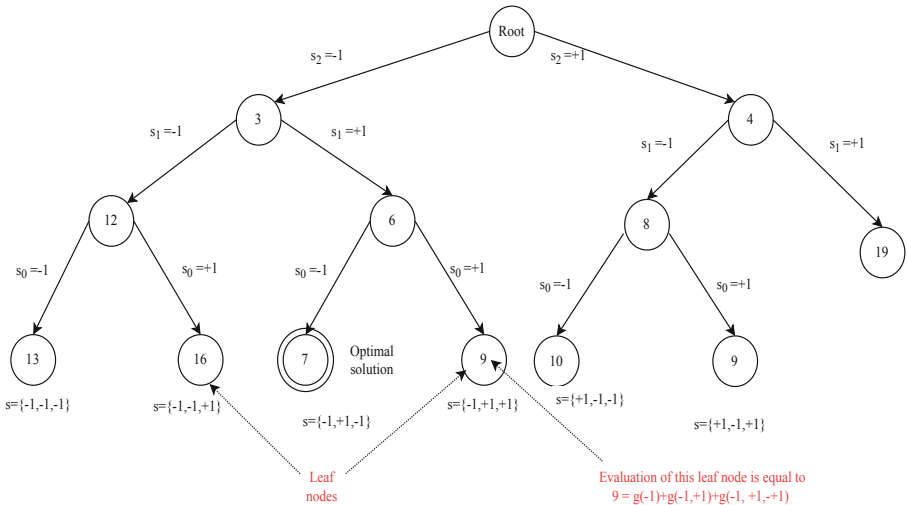 Root
s2 =-1
s2 =+1
3
4
s1 =-1
s1 =+1
s1 =-1
s1 =+1
12
6
8
19
s0 =-1
s0 =+1
s0 =-1
s0 =+1
s0 =-1
s0 =+1
13
16
7
Optimal
solution
9
10
9
s={-1,-1,-1}
s={-1,-1,+1}
s={-1,+1,-1}
s={-1,+1,+1}
s={+1,-1,-1}
s={+1,-1,+1}
Leaf
nodes
Evaluation of this leaf node is equal to
9 = g(-1)+g(-1,+1)+g(-1, +1,-+1)